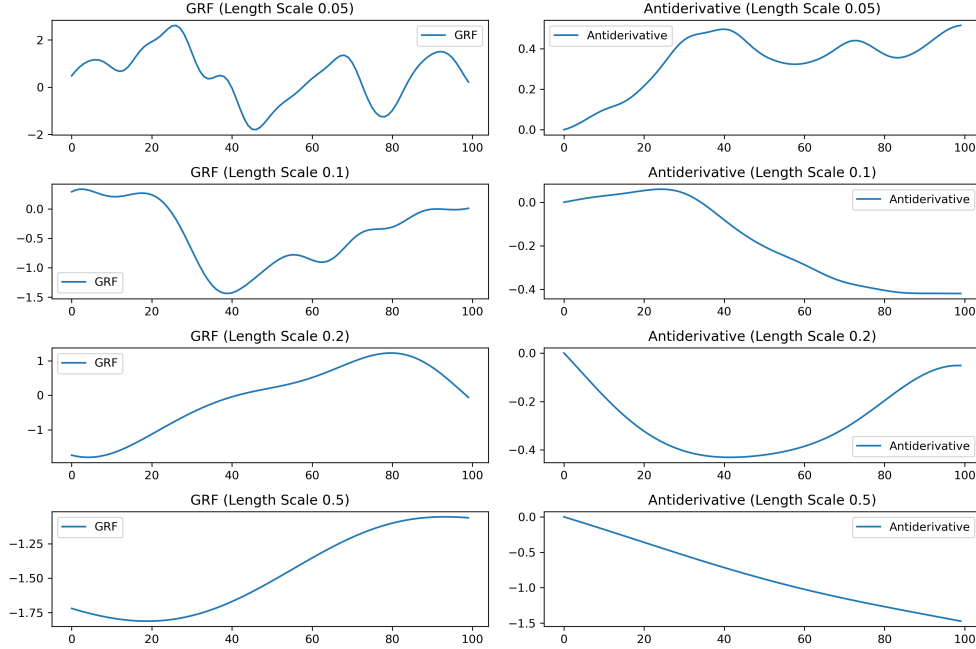 GRF (Length Scale 0.05)
2
0
−2
GRF
0 20 40 60 80 100
Antiderivative (Length Scale 0.05)
0.4
0.2
0.0
Antiderivative
0 20 40 60 80 100
GRF (Length Scale 0.1)
0.0
−0.5
−1.0
−1.5
GRF
0 20 40 60 80 100
Antiderivative (Length Scale 0.1)
0.0
−0.2
−0.4
Antiderivative
0 20 40 60 80 100
GRF (Length Scale 0.2)
1
0
−1
GRF
0 20 40 60 80 100
Antiderivative (Length Scale 0.2)
0.0
−0.2
−0.4
Antiderivative
0 20 40 60 80 100
GRF (Length Scale 0.5)
−1.25
−1.50
−1.75
GRF
0 20 40 60 80 100
Antiderivative (Length Scale 0.5)
0.0
−0.5
−1.0
−1.5
Antiderivative
0 20 40 60 80 100